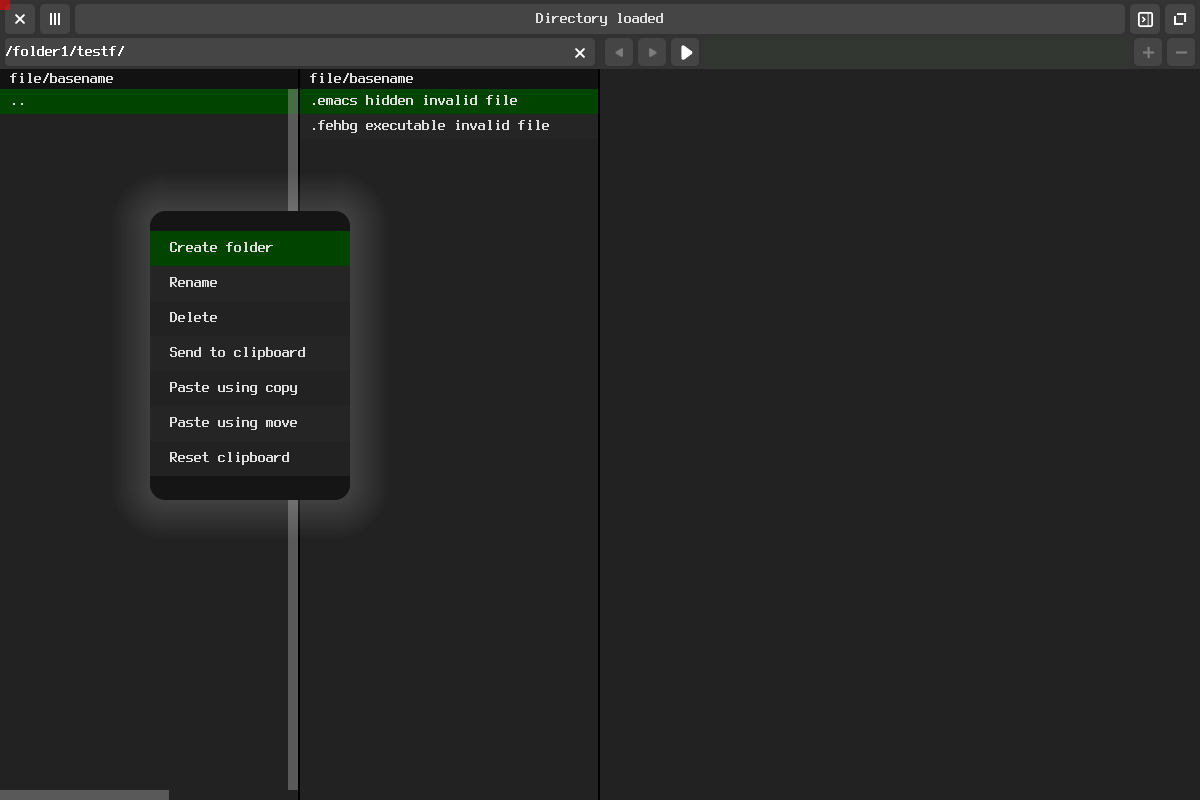 Directory loaded
/folder1/testf/
file/basename
file/basename
..
.emacs hidden invalid file
.fehbg executable invalid file
Create folder
Rename
Delete
Send to clipboard
Paste using copy
Paste using move
Reset clipboard